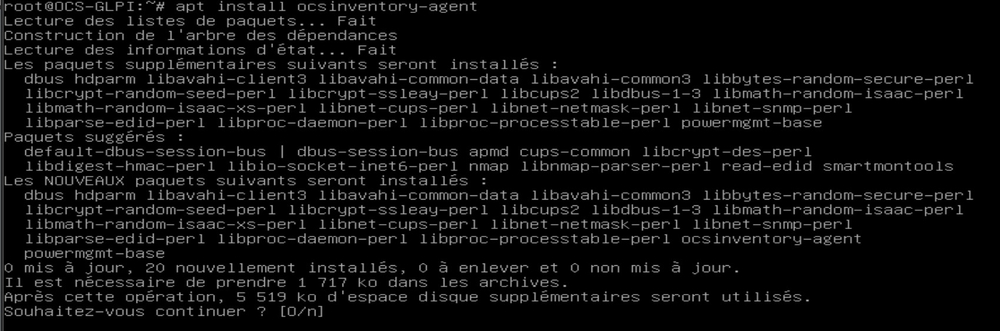 root@OCS-GLPI:~# apt install ocsinventory-agent
Lecture des listes de paquets... Fait
Construction de l'arbre des dépendances
Lecture des informations d'état... Fait
Les paquets supplémentaires suivants seront installés :
  dbus hdparm libavahi-client3 libavahi-common-data libavahi-common3 libbytes-random-secure-perl
  libcrypt-random-seed-perl libcrypt-ssleay-perl libcups2 libdbus-1-3 libmath-random-isaac-perl
  libmath-random-isaac-xs-perl libnet-cups-perl libnet-netmask-perl libnet-snmp-perl
  libparse-edid-perl libproc-daemon-perl libproc-processtable-perl powermgmt-base
Paquets suggérés :
  default-dbus-session-bus | dbus-session-bus apmd cups-common libcrypt-des-perl
  libdigest-hmac-perl libio-socket-inet6-perl nmap libnmap-parser-perl read-edid smartmontools
Les NOUVEAUX paquets suivants seront installés :
  dbus hdparm libavahi-client3 libavahi-common-data libavahi-common3 libbytes-random-secure-perl
  libcrypt-random-seed-perl libcrypt-ssleay-perl libcups2 libdbus-1-3 libmath-random-isaac-perl
  libmath-random-isaac-xs-perl libnet-cups-perl libnet-netmask-perl libnet-snmp-perl
  libparse-edid-perl libproc-daemon-perl libproc-processtable-perl ocsinventory-agent
  powermgmt-base
0 mis à jour, 20 nouvellement installés, 0 à enlever et 0 non mis à jour.
Il est nécessaire de prendre 1 717 ko dans les archives.
Après cette opération, 5 519 ko d'espace disque supplémentaires seront utilisés.
Souhaitez-vous continuer ? [O/n]